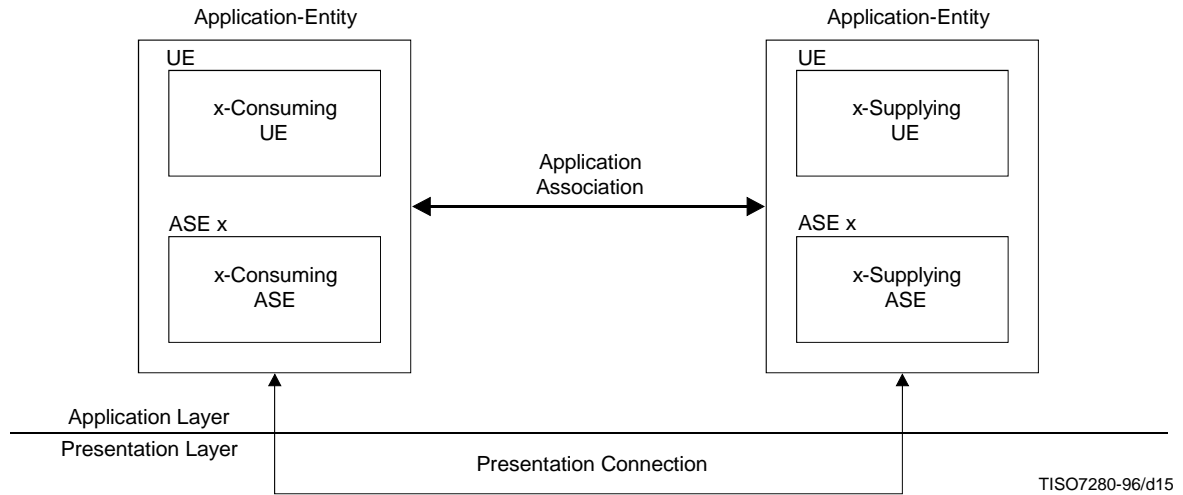 Application-Entity
Application-Entity
UE
x-Consuming
UE
UE
x-Supplying
UE
Application
Association
ASE x
x-Consuming
ASE
ASE x
x-Supplying
ASE
Application Layer
Presentation Layer
Presentation Connection
TISO7280-96/d15